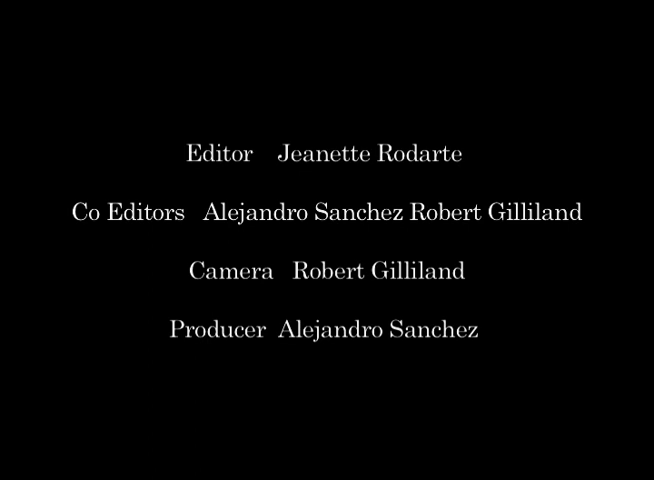 Editor Jeanette Rodarte
Co Editors Alejandro Sanchez Robert Gilliland
Camera Robert Gilliland
Producer Alejandro Sanchez